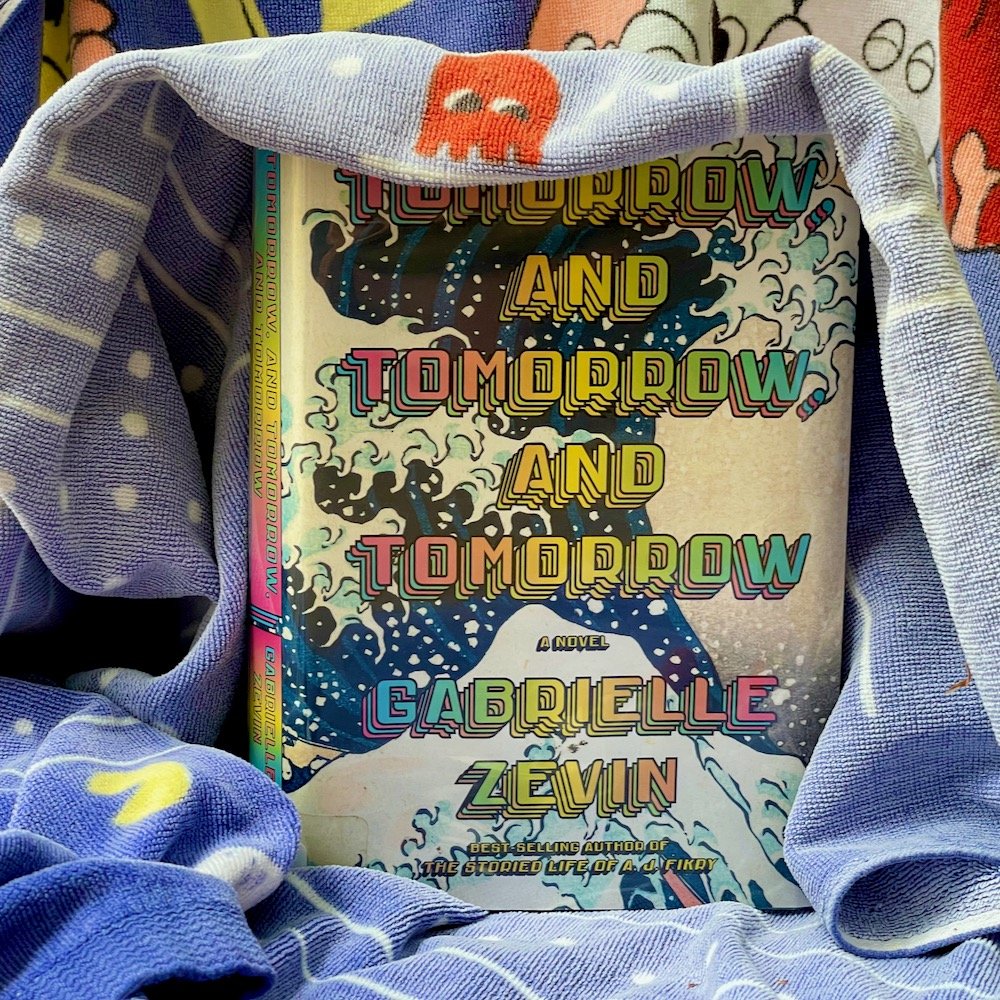 TOMORROW,
AND
TOMORROW,
AND
TOMORROW
A NOVEL
GABRIELLE
ZEVIN
BEST-SELLING AUTHOR OF
THE STORIED LIFE OF A. J. FIKRY
TOMORROW, AND TOMORROW,
AND TOMORROW
GABRIELLE
ZEVIN